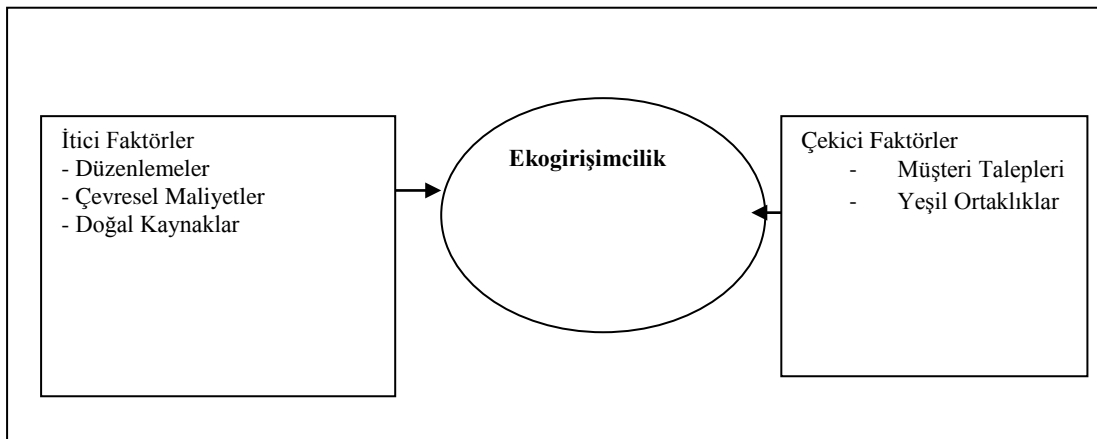 İtici Faktörler
- Düzenlemeler
- Çevresel Maliyetler
- Doğal Kaynaklar
Ekogirişimcilik
Çekici Faktörler
- Müşteri Talepleri
- Yeşil Ortaklıklar